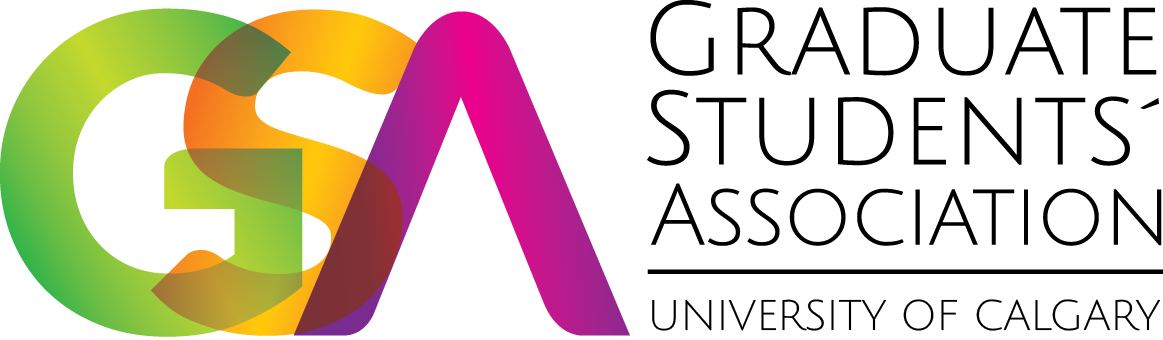 GSA
GRADUATE
STUDENTS´
ASSOCIATION
UNIVERSITY OF CALGARY